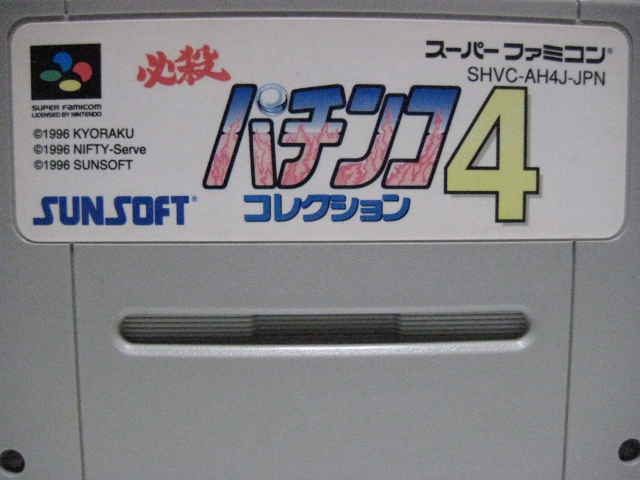 SUPER FAMICOM
LICENSED BY NINTENDO
©1996 KYORAKU
©1996 NIFTY-Serve
©1996 SUNSOFT
SUNSOFT®
必殺
パチンコ4
コレクション
スーパーファミコン®
SHVC-AH4J-JPN